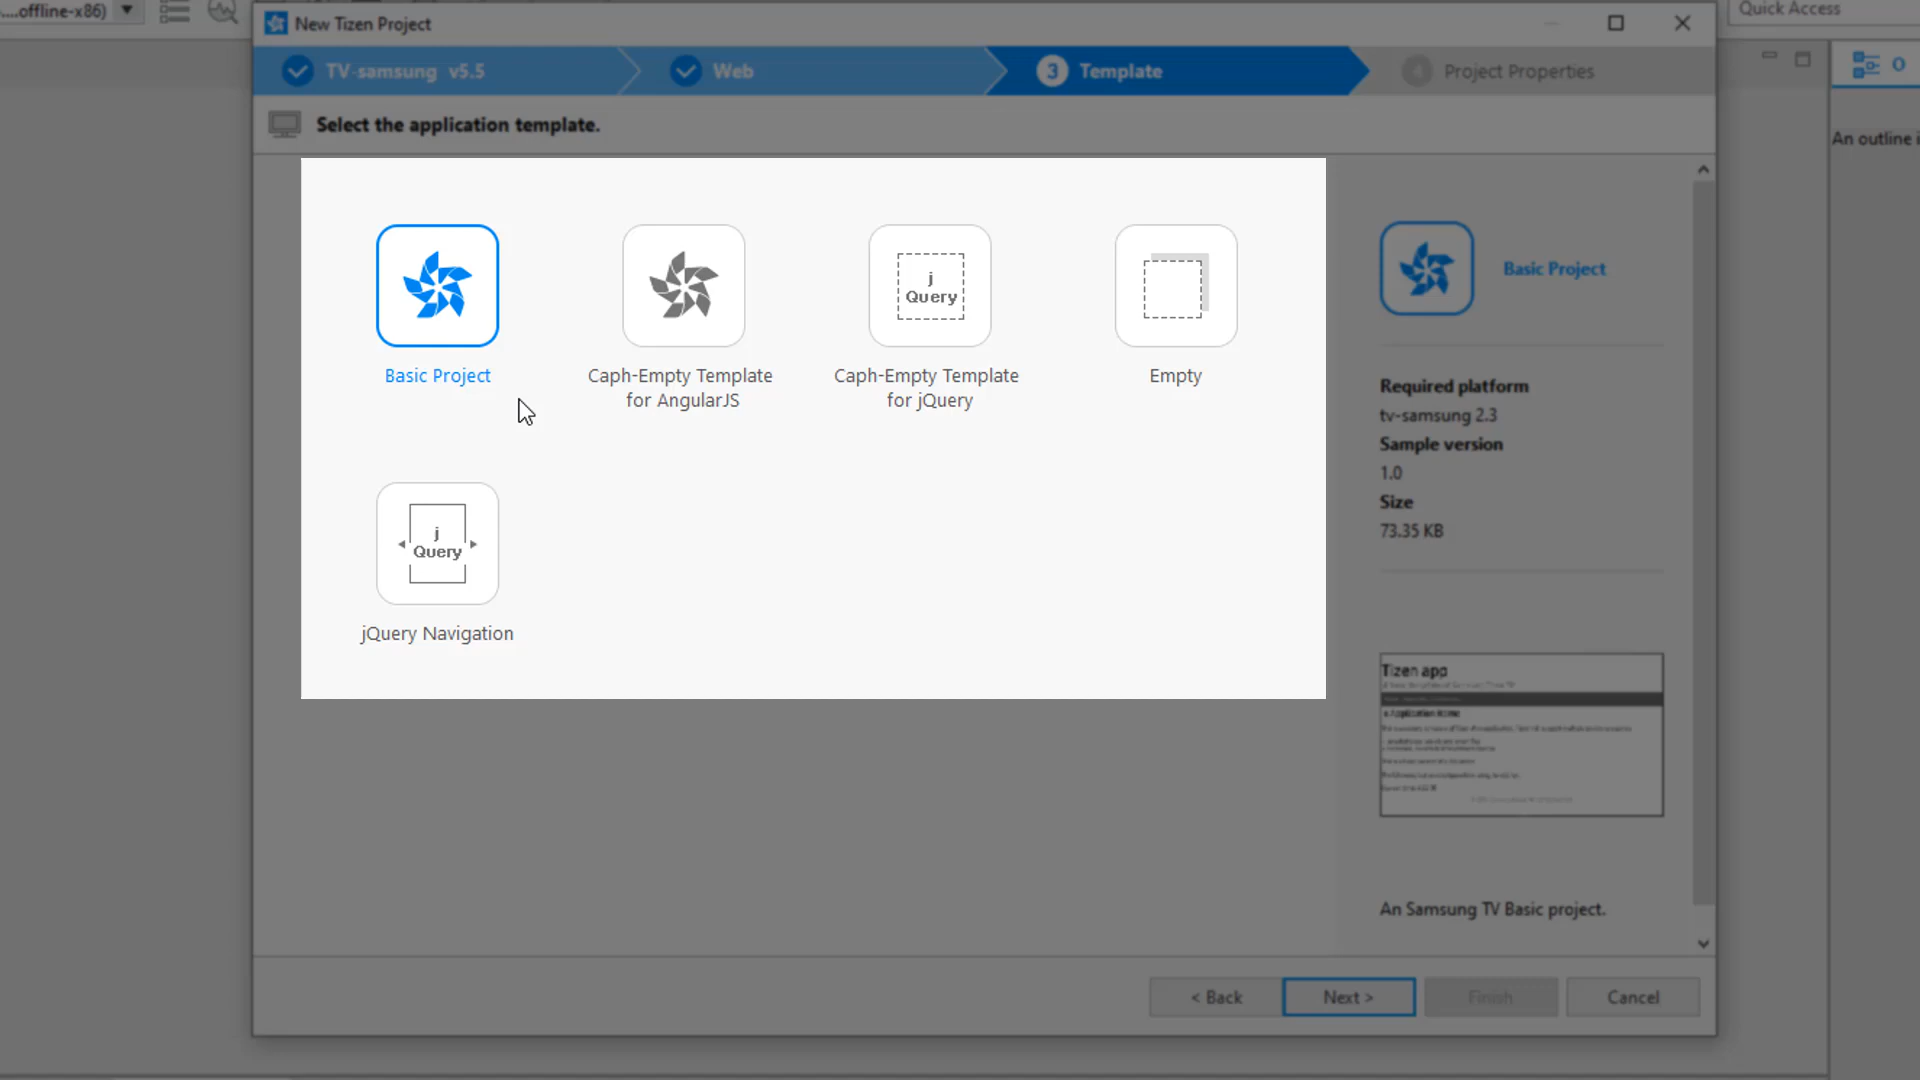 ....offline-x86)
Quick Access
New Tizen Project
TV-samsung v5.5
Web
3 Template
4 Project Properties
O
Select the application template.
An outline i
Basic Project
Caph-Empty Template
for AngularJS
j
Query
Caph-Empty Template
for jQuery
Empty
j
Query
jQuery Navigation
Basic Project
Required platform
tv-samsung 2.3
Sample version
1.0
Size
73.35 KB
Tizen app
An Samsung TV Basic project.
< Back
Next >
Finish
Cancel